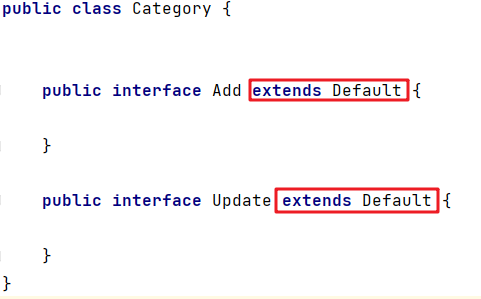 public class Category {
public interface Add extends Default {
}
public interface Update extends Default {
}
}